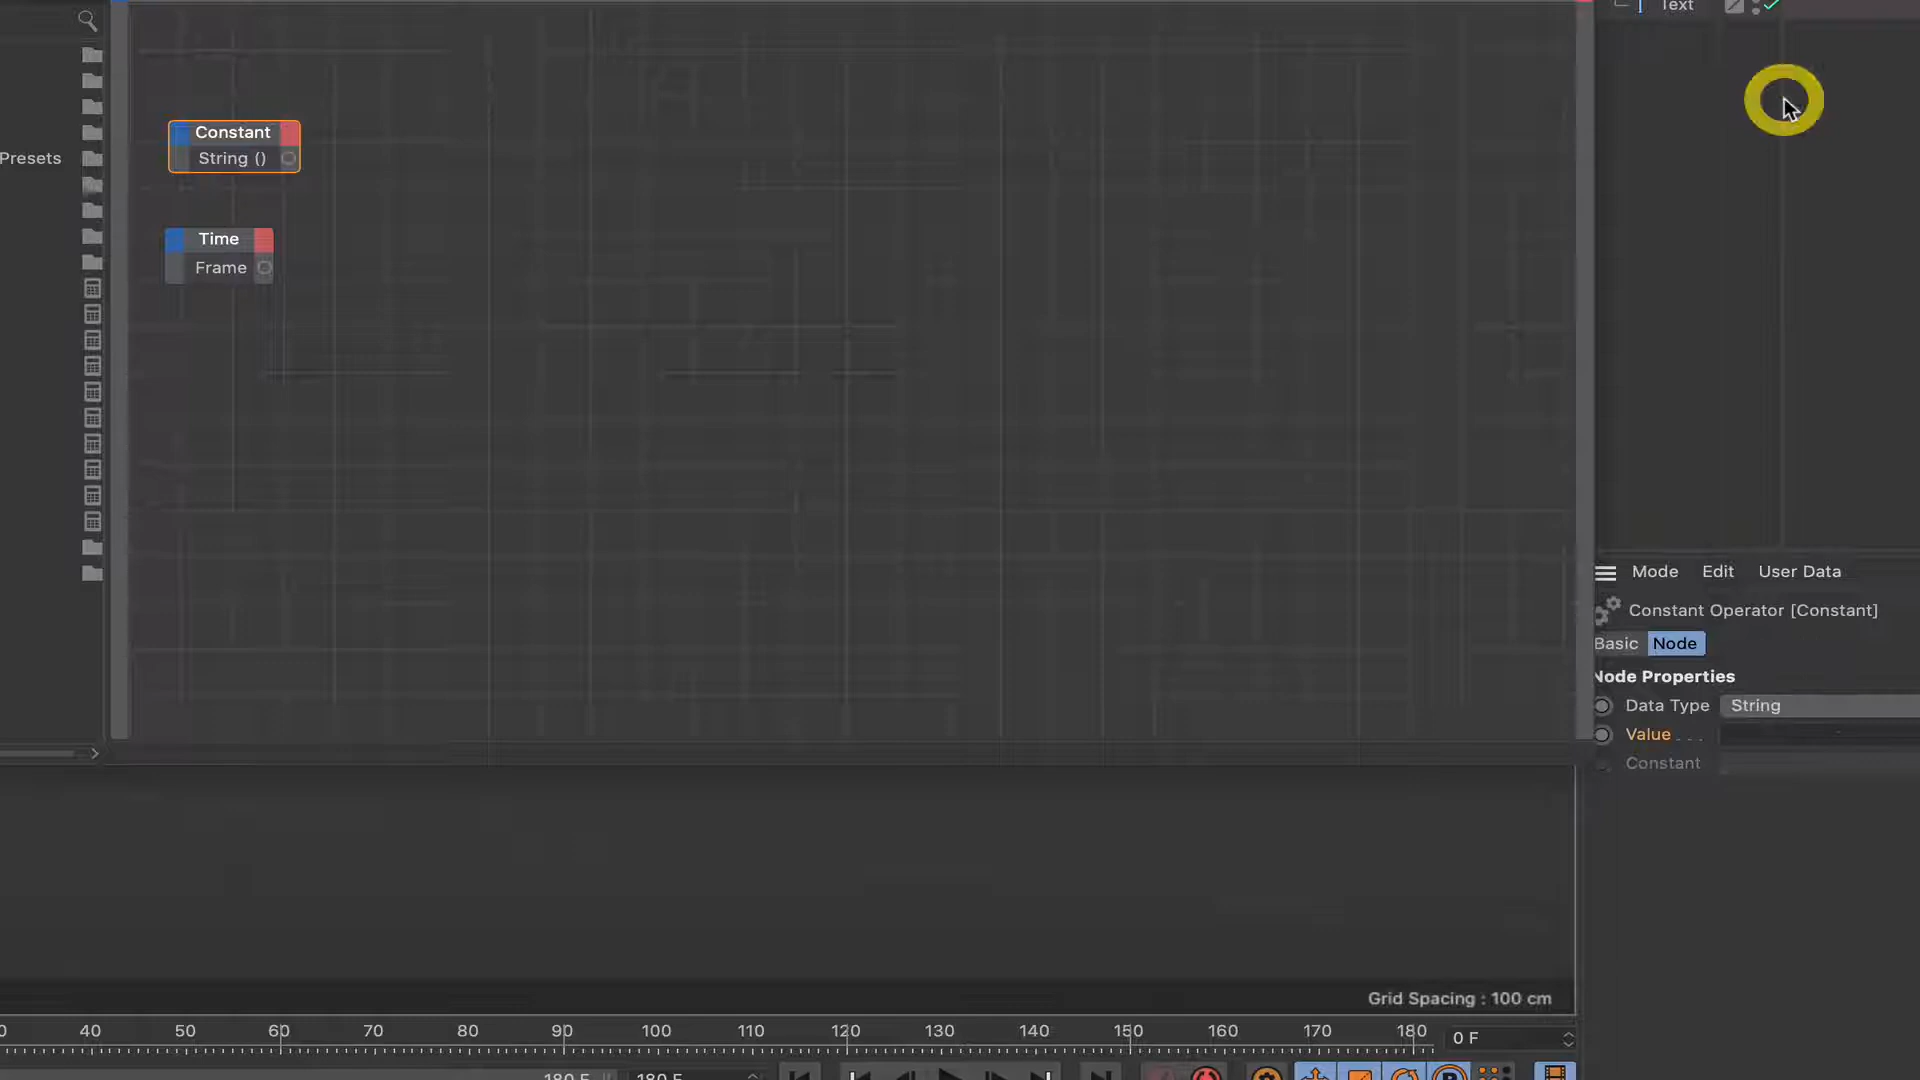 Text
Constant
String ()
Presets
Time
Frame
Mode Edit User Data
Constant Operator [Constant]
Basic Node
Node Properties
Data Type String
Value . . .
Constant
Grid Spacing : 100 cm
40 50 60 70 80 90 100 110 120 130 140 150 160 170 180 0 F
180 F 180 F